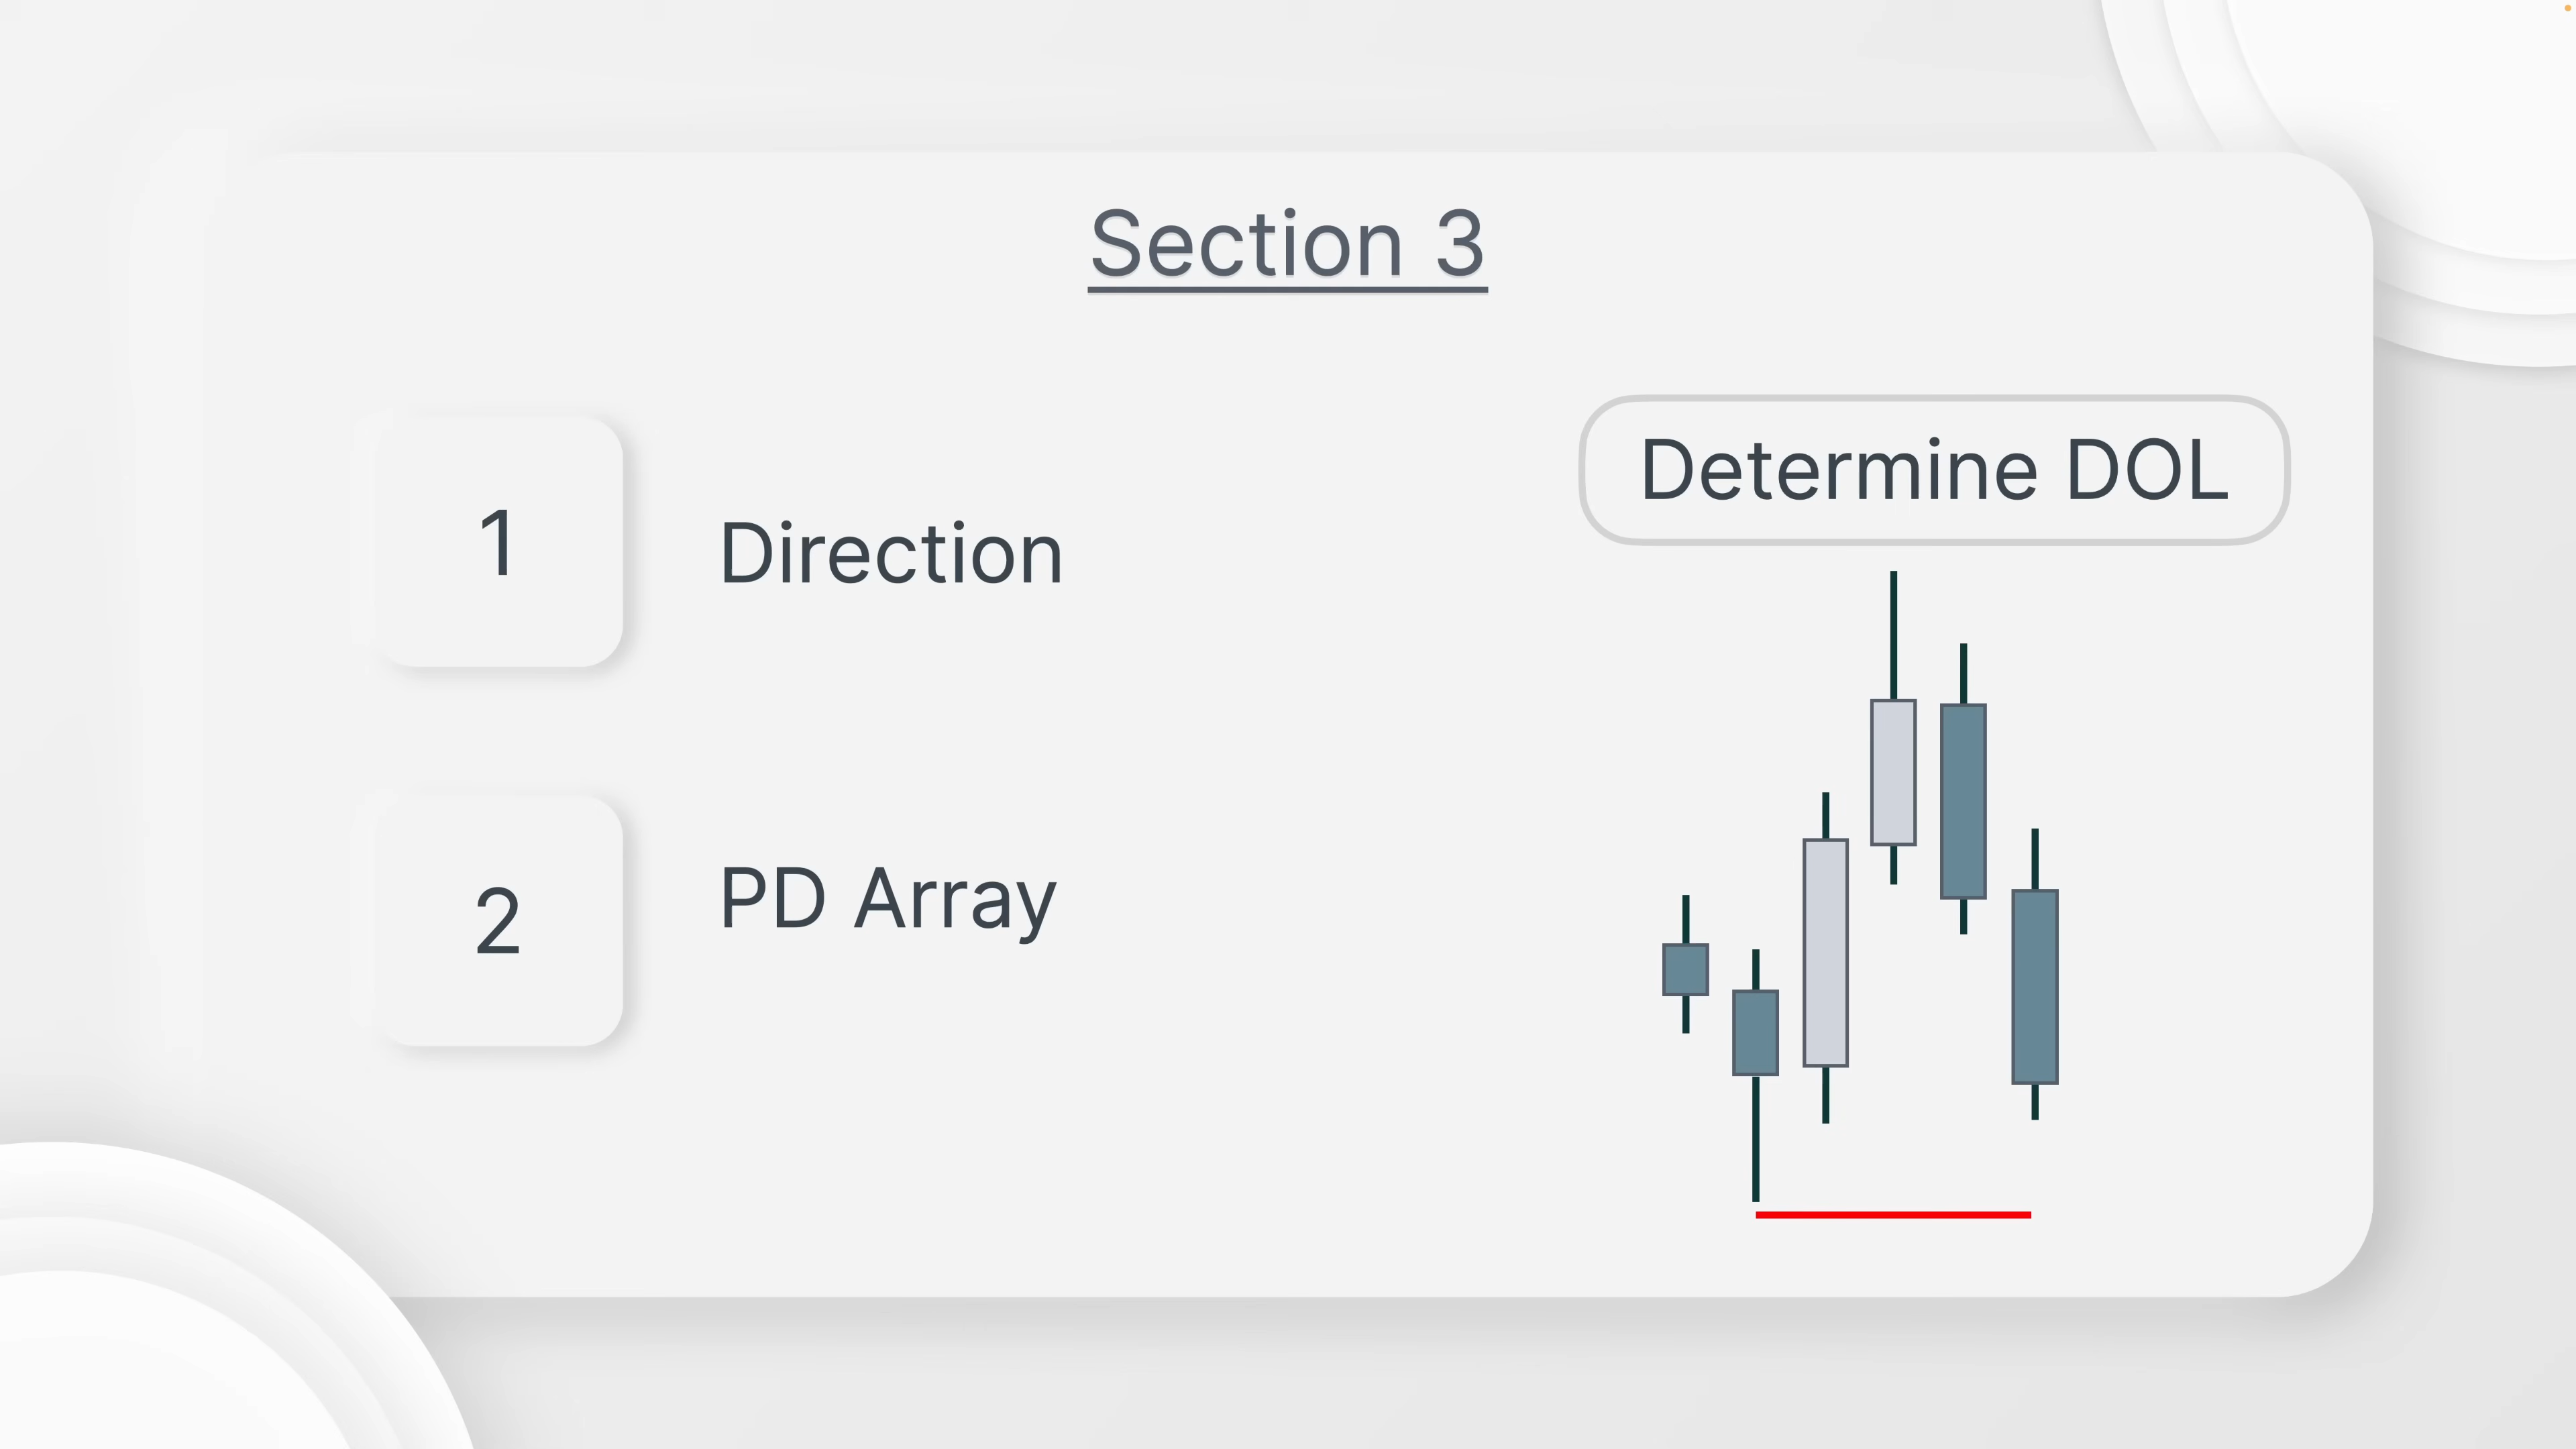 Section 3
Determine DOL
1
Direction
2
PD Array